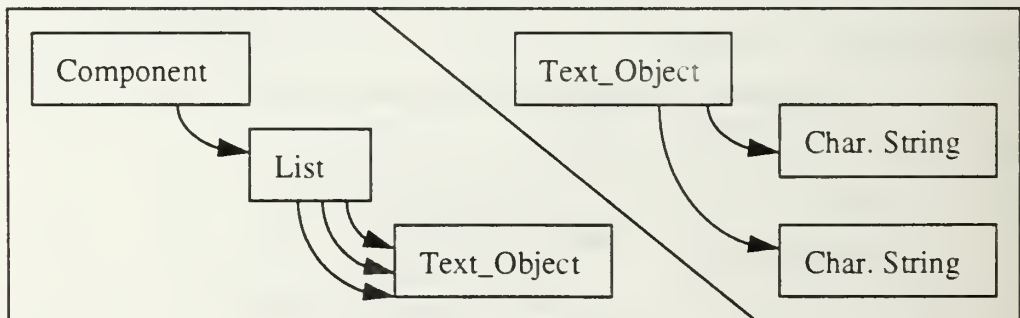 Component
List
Text_Object
Text_Object
Char. String
Char. String